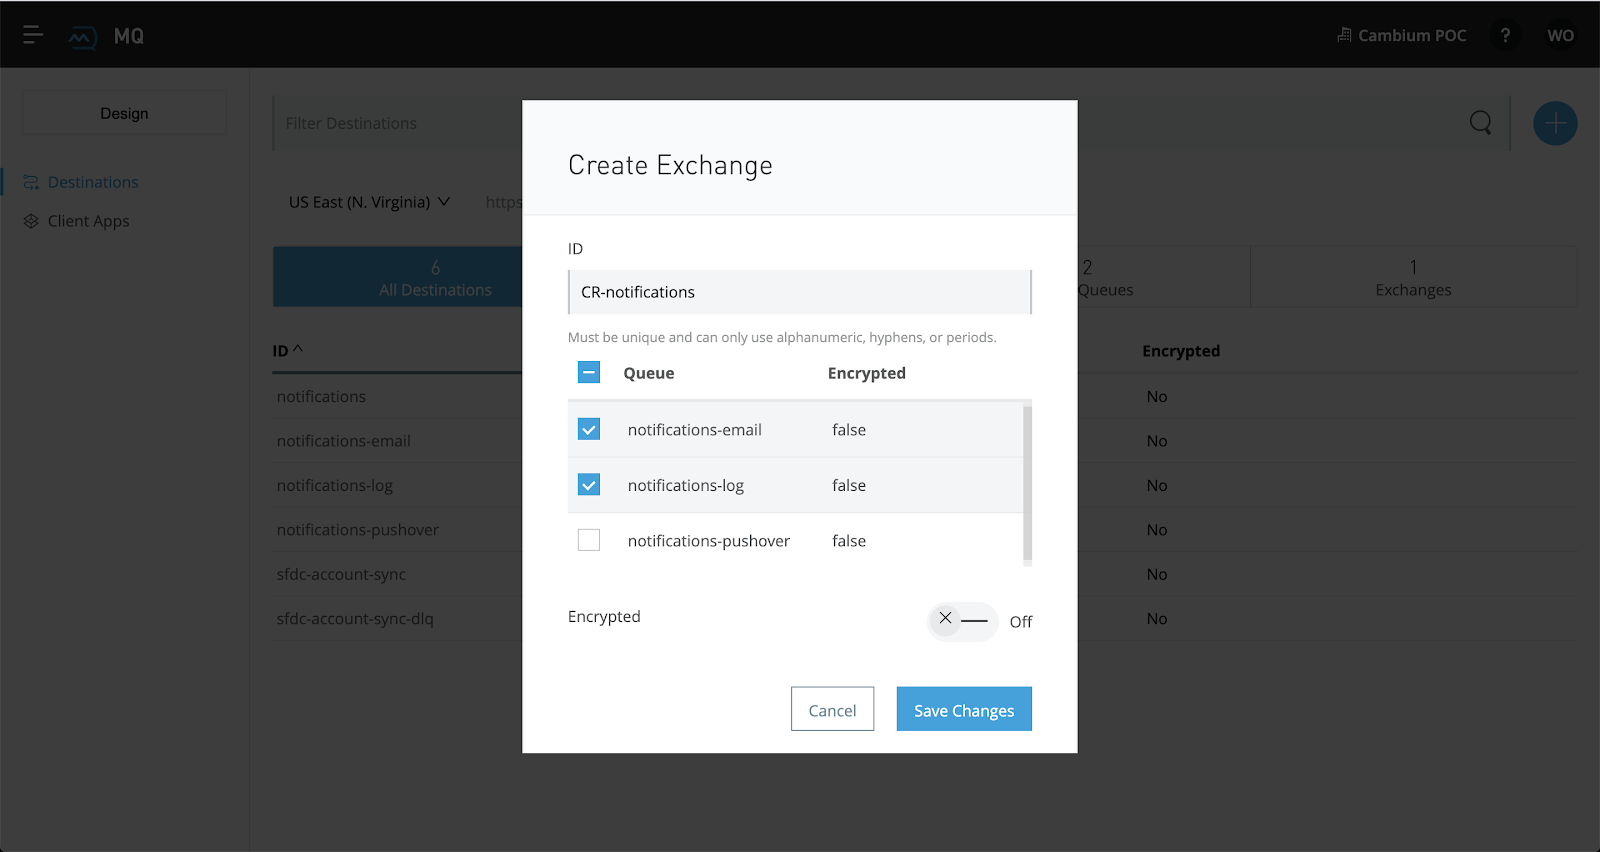 MQ
Cambium POC
?
WO
Design
Destinations
Client Apps
Filter Destinations
US East (N. Virginia)
https
6
All Destinations
2
Queues
1
Exchanges
ID
Encrypted
notifications
No
notifications-email
No
notifications-log
No
notifications-pushover
No
sfdc-account-sync
No
sfdc-account-sync-dlq
No
Create Exchange
ID
CR-notifications
Must be unique and can only use alphanumeric, hyphens, or periods.
Queue Encrypted
notifications-email false
notifications-log false
notifications-pushover false
Encrypted
Off
Cancel
Save Changes